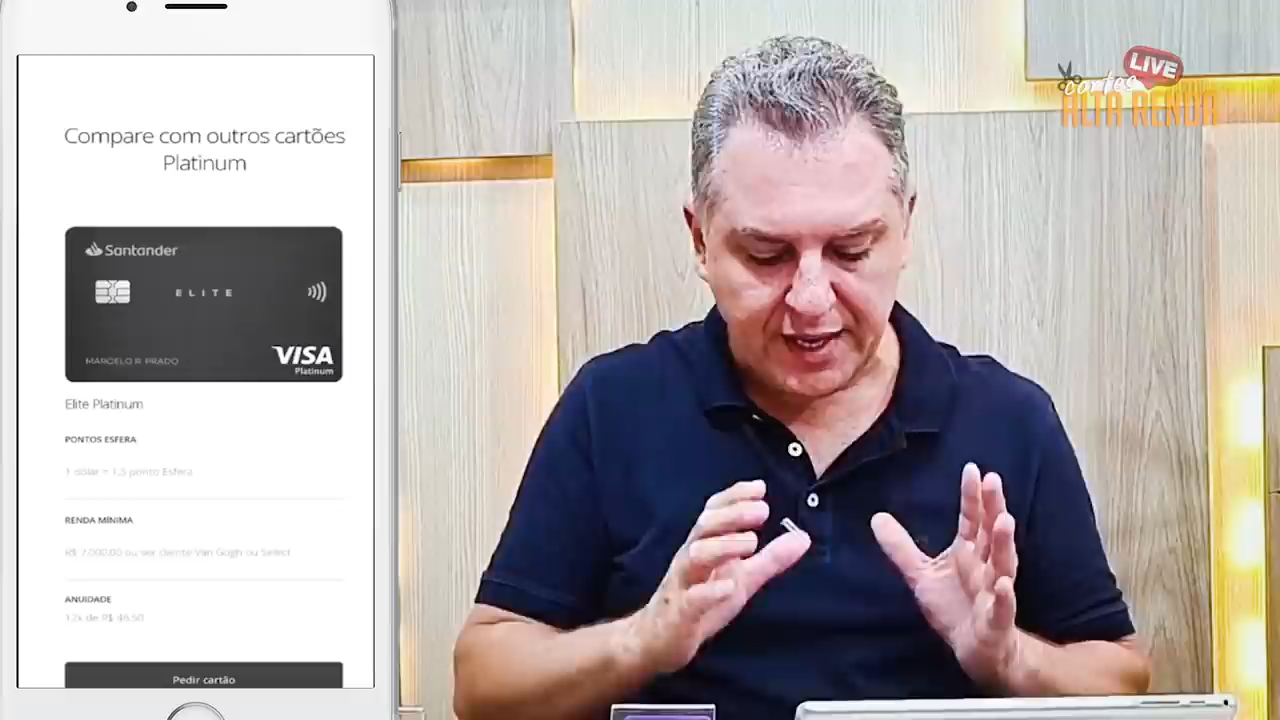 Compare com outros cartões
Platinum
Santander
ELITE
MARCELO R. PRADO
VISA
Platinum
Elite Platinum
PONTOS ESFERA
1 dólar = 1,5 ponto Esfera
RENDA MÍNIMA
R$ 7.000,00 ou ser cliente Van Gogh ou Select
ANUIDADE
12x de R$ 46,50
Pedir cartão
LIVE
cortes
ALTA RENDA